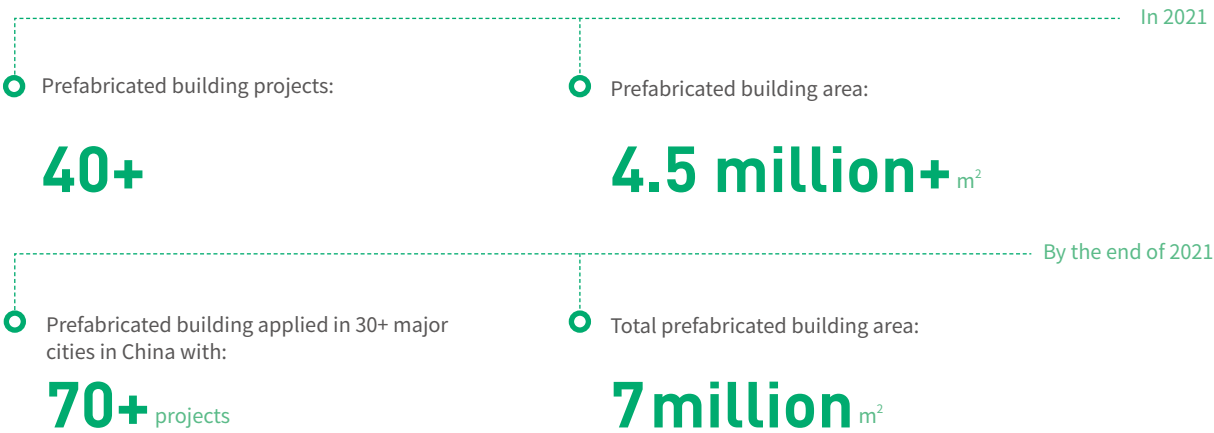 In 2021
Prefabricated building projects:
Prefabricated building area:
40+
4.5 million+ m²
By the end of 2021
Prefabricated building applied in 30+ major
cities in China with:
Total prefabricated building area:
70+ projects
7 million m²